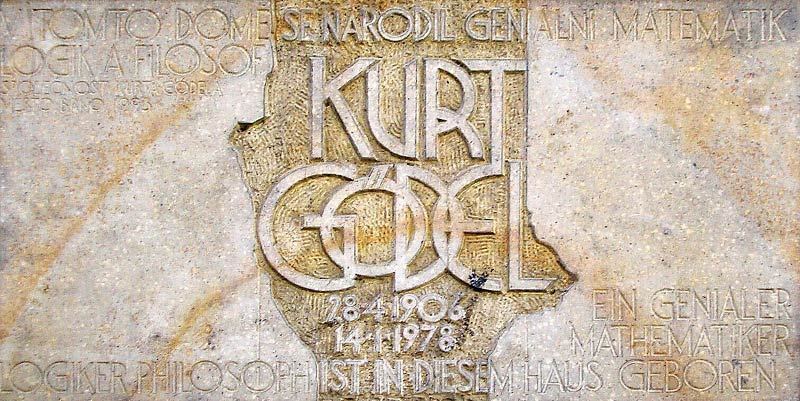 V TOMTO DOMĚ SE NARODIL GENIÁLNÍ MATEMATIK
LOGIK A FILOSOF
SPOLEČNOST KURTA GÖDELA
MĚSTO BRNO 1993
KURT
GÖDEL
28·4·1906
14·1·1978
EIN GENIALER
MATHEMATIKER
LOGIKER PHILOSOPH IST IN DIESEM HAUS GEBOREN